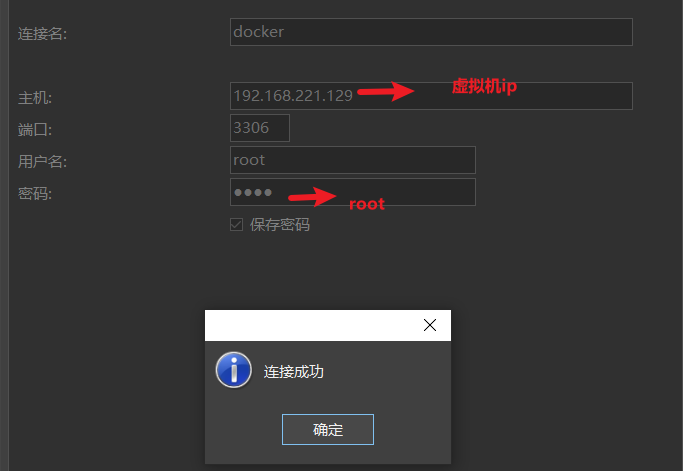 连接名: docker
主机: 192.168.221.129 虚拟机ip
端口: 3306
用户名: root
密码: ●●●● root
保存密码
连接成功
确定